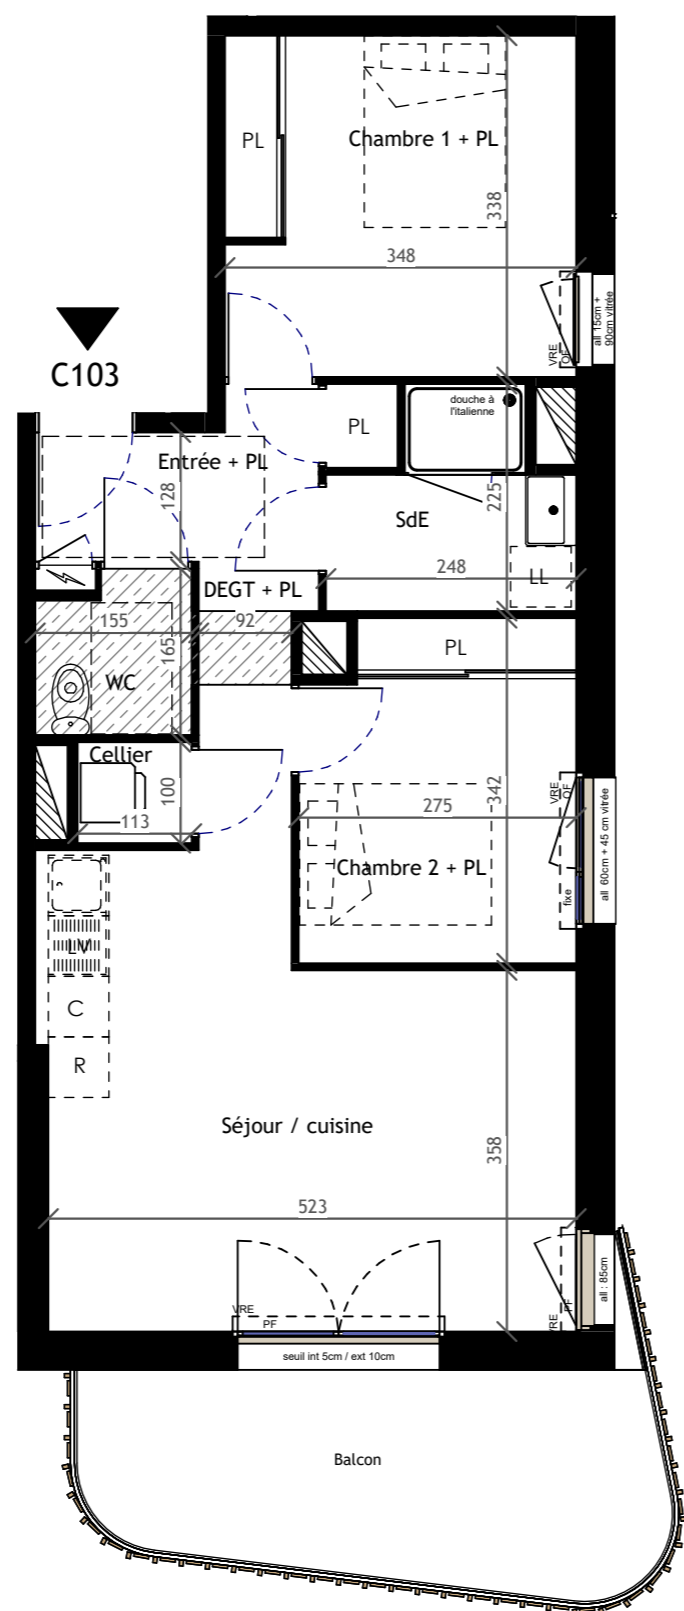 PL
Chambre 1 + PL
338
348
all 15cm +
90cm vitrée
VRE
OF
C103
douche à
l'italienne
PL
Entrée + PL
128
225
SdE
248
LL
DEGT + PL
155
92
165
PL
WC
Cellier
100
113
342
275
VRE
OF
all 60cm + 45 cm vitrée
fixe
Chambre 2 + PL
LV
C
R
Séjour / cuisine
358
523
all : 85cm
VRE
VRE
PF
seuil int 5cm / ext 10cm
Balcon